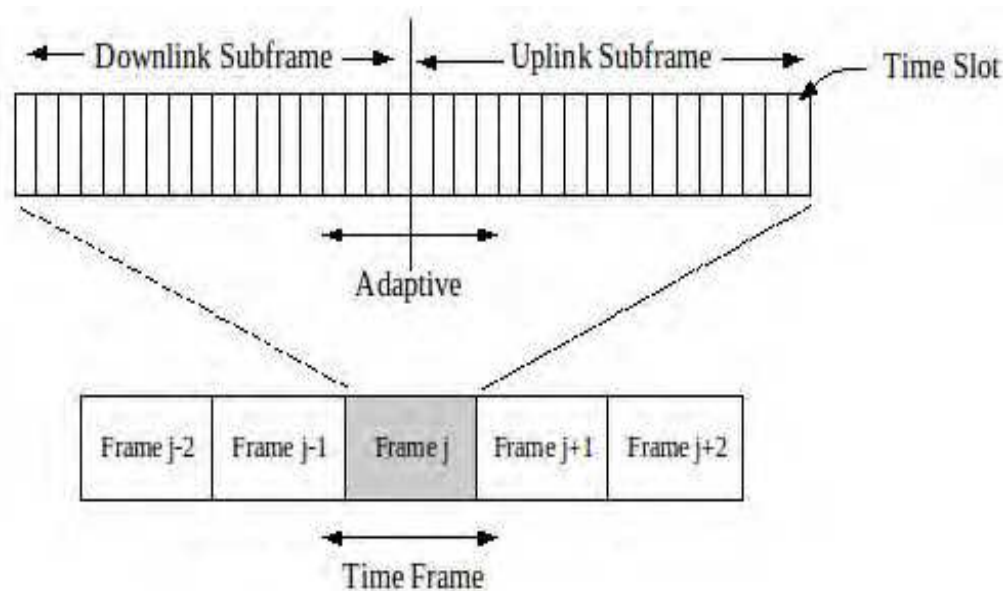 Downlink Subframe
Uplink Subframe
Time Slot
Adaptive
Frame j-2
Frame j-1
Frame j
Frame j+1
Frame j+2
Time Frame